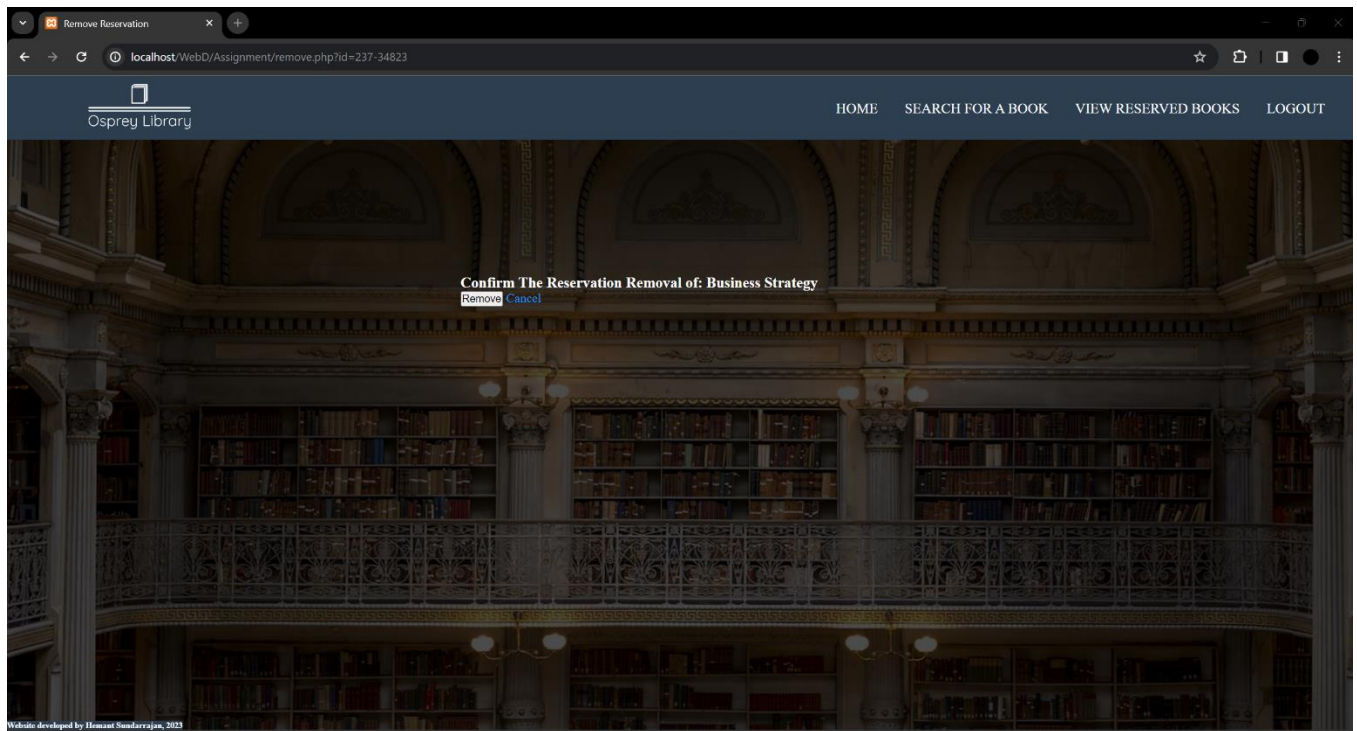 Remove Reservation
localhost/WebD/Assignment/remove.php?id=237-34823
Osprey Library
HOME SEARCH FOR A BOOK VIEW RESERVED BOOKS LOGOUT
Confirm The Reservation Removal of: Business Strategy
Remove Cancel
Website developed by Hemant Sundarrajan, 2023